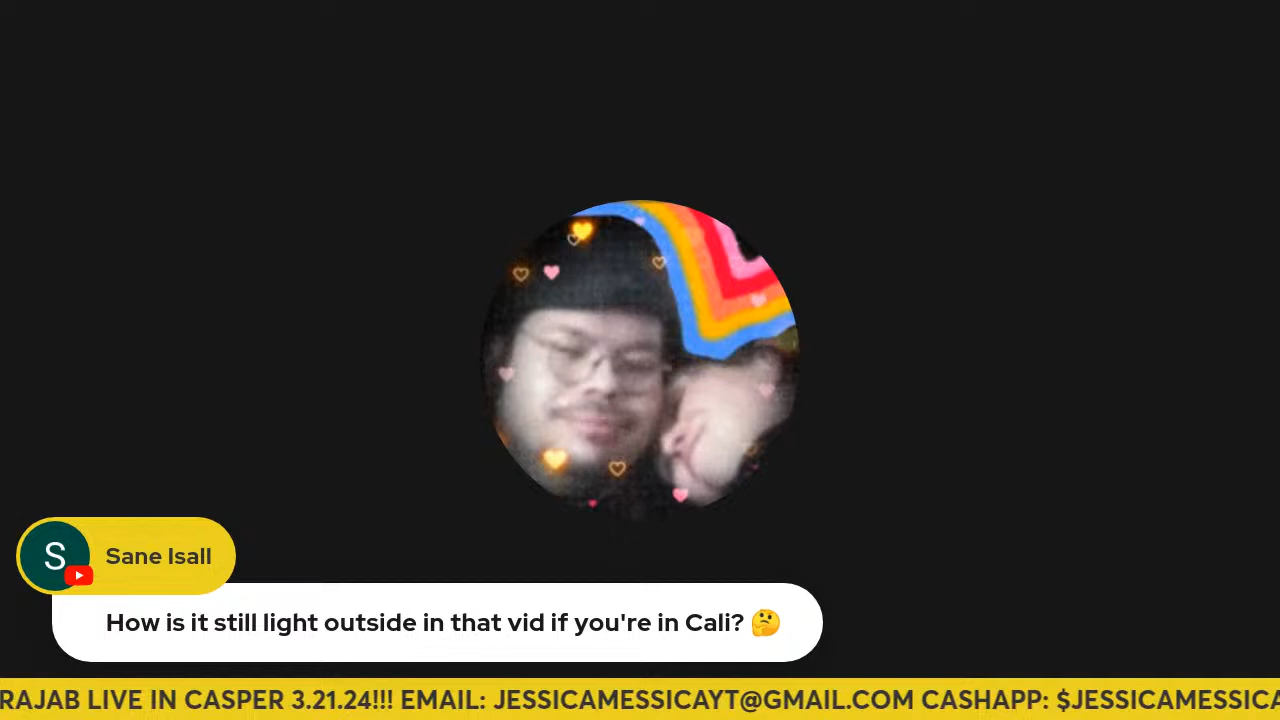 S
Sane Isall
How is it still light outside in that vid if you're in Cali? 🤔
RAJAB LIVE IN CASPER 3.21.24!!! EMAIL: JESSICAMESSICAYT@GMAIL.COM CASHAPP: $JESSICAMESSICA